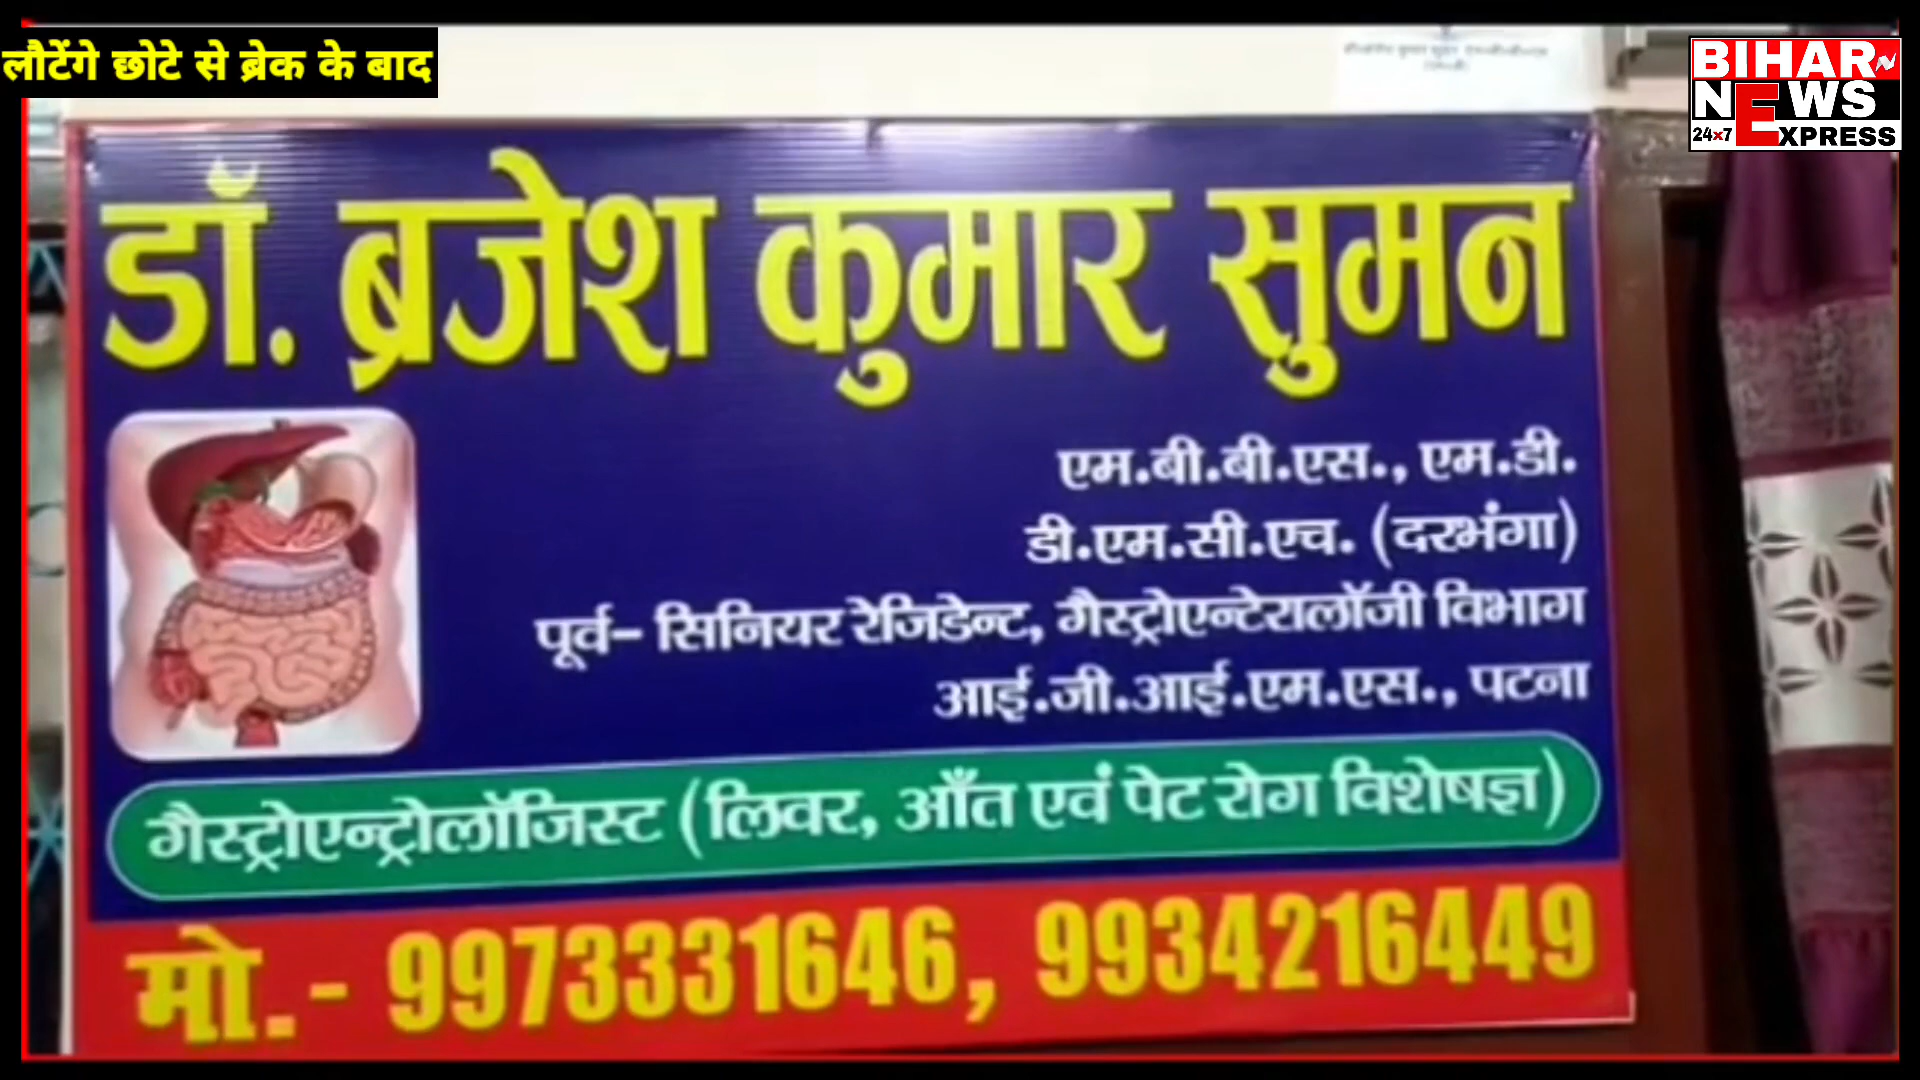 लौटेंगे छोटे से ब्रेक के बाद
BIHAR
NEWS
24x7 EXPRESS
डॉ. ब्रजेश कुमार सुमन
एम.बी.बी.एस., एम.डी.
डी.एम.सी.एच. (दरभंगा)
पूर्व- सिनियर रेजिडेन्ट, गैस्ट्रोएन्टेरालॉजी विभाग
आई.जी.आई.एम.एस., पटना
गैस्ट्रोएन्ट्रोलॉजिस्ट (लिवर, आँत एवं पेट रोग विशेषज्ञ)
मो.- 9973331646, 9934216449